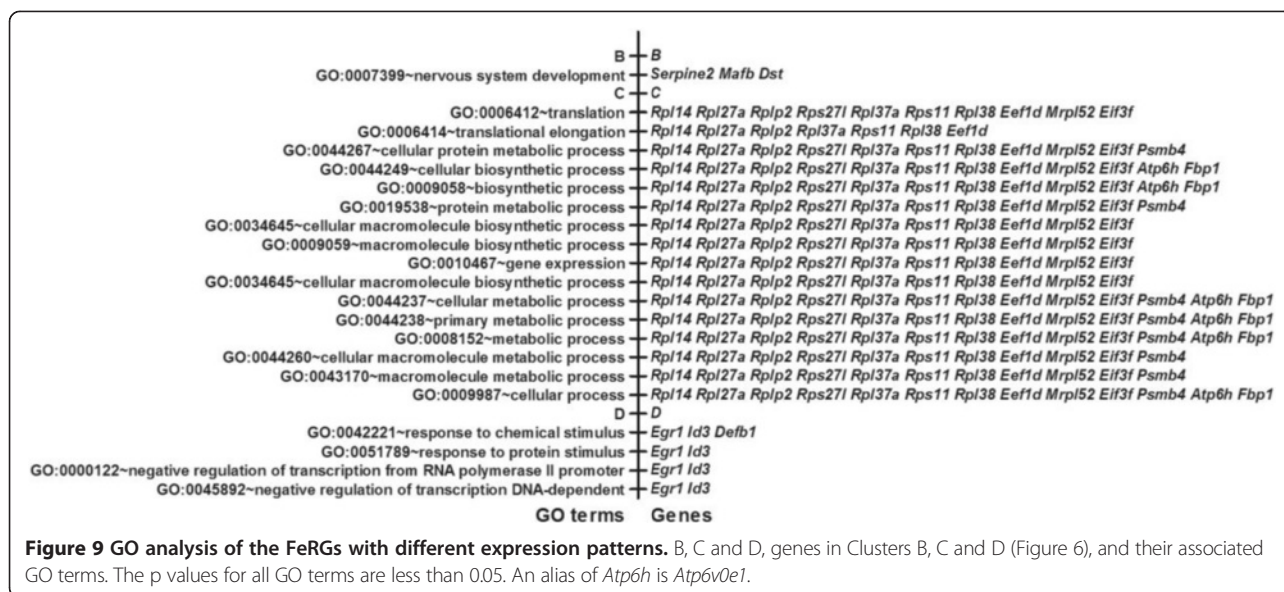 B B
GO:0007399~nervous system development Serpine2 Mafb Dst
C C
GO:0006412~translation Rpl14 Rpl27a Rplp2 Rps27l Rpl37a Rps11 Rpl38 Eef1d Mrpl52 Eif3f
GO:0006414~translational elongation Rpl14 Rpl27a Rplp2 Rpl37a Rps11 Rpl38 Eef1d
GO:0044267~cellular protein metabolic process Rpl14 Rpl27a Rplp2 Rps27l Rpl37a Rps11 Rpl38 Eef1d Mrpl52 Eif3f Psmb4
GO:0044249~cellular biosynthetic process Rpl14 Rpl27a Rplp2 Rps27l Rpl37a Rps11 Rpl38 Eef1d Mrpl52 Eif3f Atp6h Fbp1
GO:0009058~biosynthetic process Rpl14 Rpl27a Rplp2 Rps27l Rpl37a Rps11 Rpl38 Eef1d Mrpl52 Eif3f Atp6h Fbp1
GO:0019538~protein metabolic process Rpl14 Rpl27a Rplp2 Rps27l Rpl37a Rps11 Rpl38 Eef1d Mrpl52 Eif3f Psmb4
GO:0034645~cellular macromolecule biosynthetic process Rpl14 Rpl27a Rplp2 Rps27l Rpl37a Rps11 Rpl38 Eef1d Mrpl52 Eif3f
GO:0009059~macromolecule biosynthetic process Rpl14 Rpl27a Rplp2 Rps27l Rpl37a Rps11 Rpl38 Eef1d Mrpl52 Eif3f
GO:0010467~gene expression Rpl14 Rpl27a Rplp2 Rps27l Rpl37a Rps11 Rpl38 Eef1d Mrpl52 Eif3f
GO:0034645~cellular macromolecule biosynthetic process Rpl14 Rpl27a Rplp2 Rps27l Rpl37a Rps11 Rpl38 Eef1d Mrpl52 Eif3f
GO:0044237~cellular metabolic process Rpl14 Rpl27a Rplp2 Rps27l Rpl37a Rps11 Rpl38 Eef1d Mrpl52 Eif3f Psmb4 Atp6h Fbp1
GO:0044238~primary metabolic process Rpl14 Rpl27a Rplp2 Rps27l Rpl37a Rps11 Rpl38 Eef1d Mrpl52 Eif3f Psmb4 Atp6h Fbp1
GO:0008152~metabolic process Rpl14 Rpl27a Rplp2 Rps27l Rpl37a Rps11 Rpl38 Eef1d Mrpl52 Eif3f Psmb4 Atp6h Fbp1
GO:0044260~cellular macromolecule metabolic process Rpl14 Rpl27a Rplp2 Rps27l Rpl37a Rps11 Rpl38 Eef1d Mrpl52 Eif3f Psmb4
GO:0043170~macromolecule metabolic process Rpl14 Rpl27a Rplp2 Rps27l Rpl37a Rps11 Rpl38 Eef1d Mrpl52 Eif3f Psmb4
GO:0009987~cellular process Rpl14 Rpl27a Rplp2 Rps27l Rpl37a Rps11 Rpl38 Eef1d Mrpl52 Eif3f Psmb4 Atp6h Fbp1
D D
GO:0042221~response to chemical stimulus Egr1 Id3 Defb1
GO:0051789~response to protein stimulus Egr1 Id3
GO:0000122~negative regulation of transcription from RNA polymerase II promoter Egr1 Id3
GO:0045892~negative regulation of transcription DNA-dependent Egr1 Id3
GO terms Genes
Figure 9 GO analysis of the FeRGs with different expression patterns. B, C and D, genes in Clusters B, C and D (Figure 6), and their associated
GO terms. The p values for all GO terms are less than 0.05. An alias of Atp6h is Atp6v0e1.